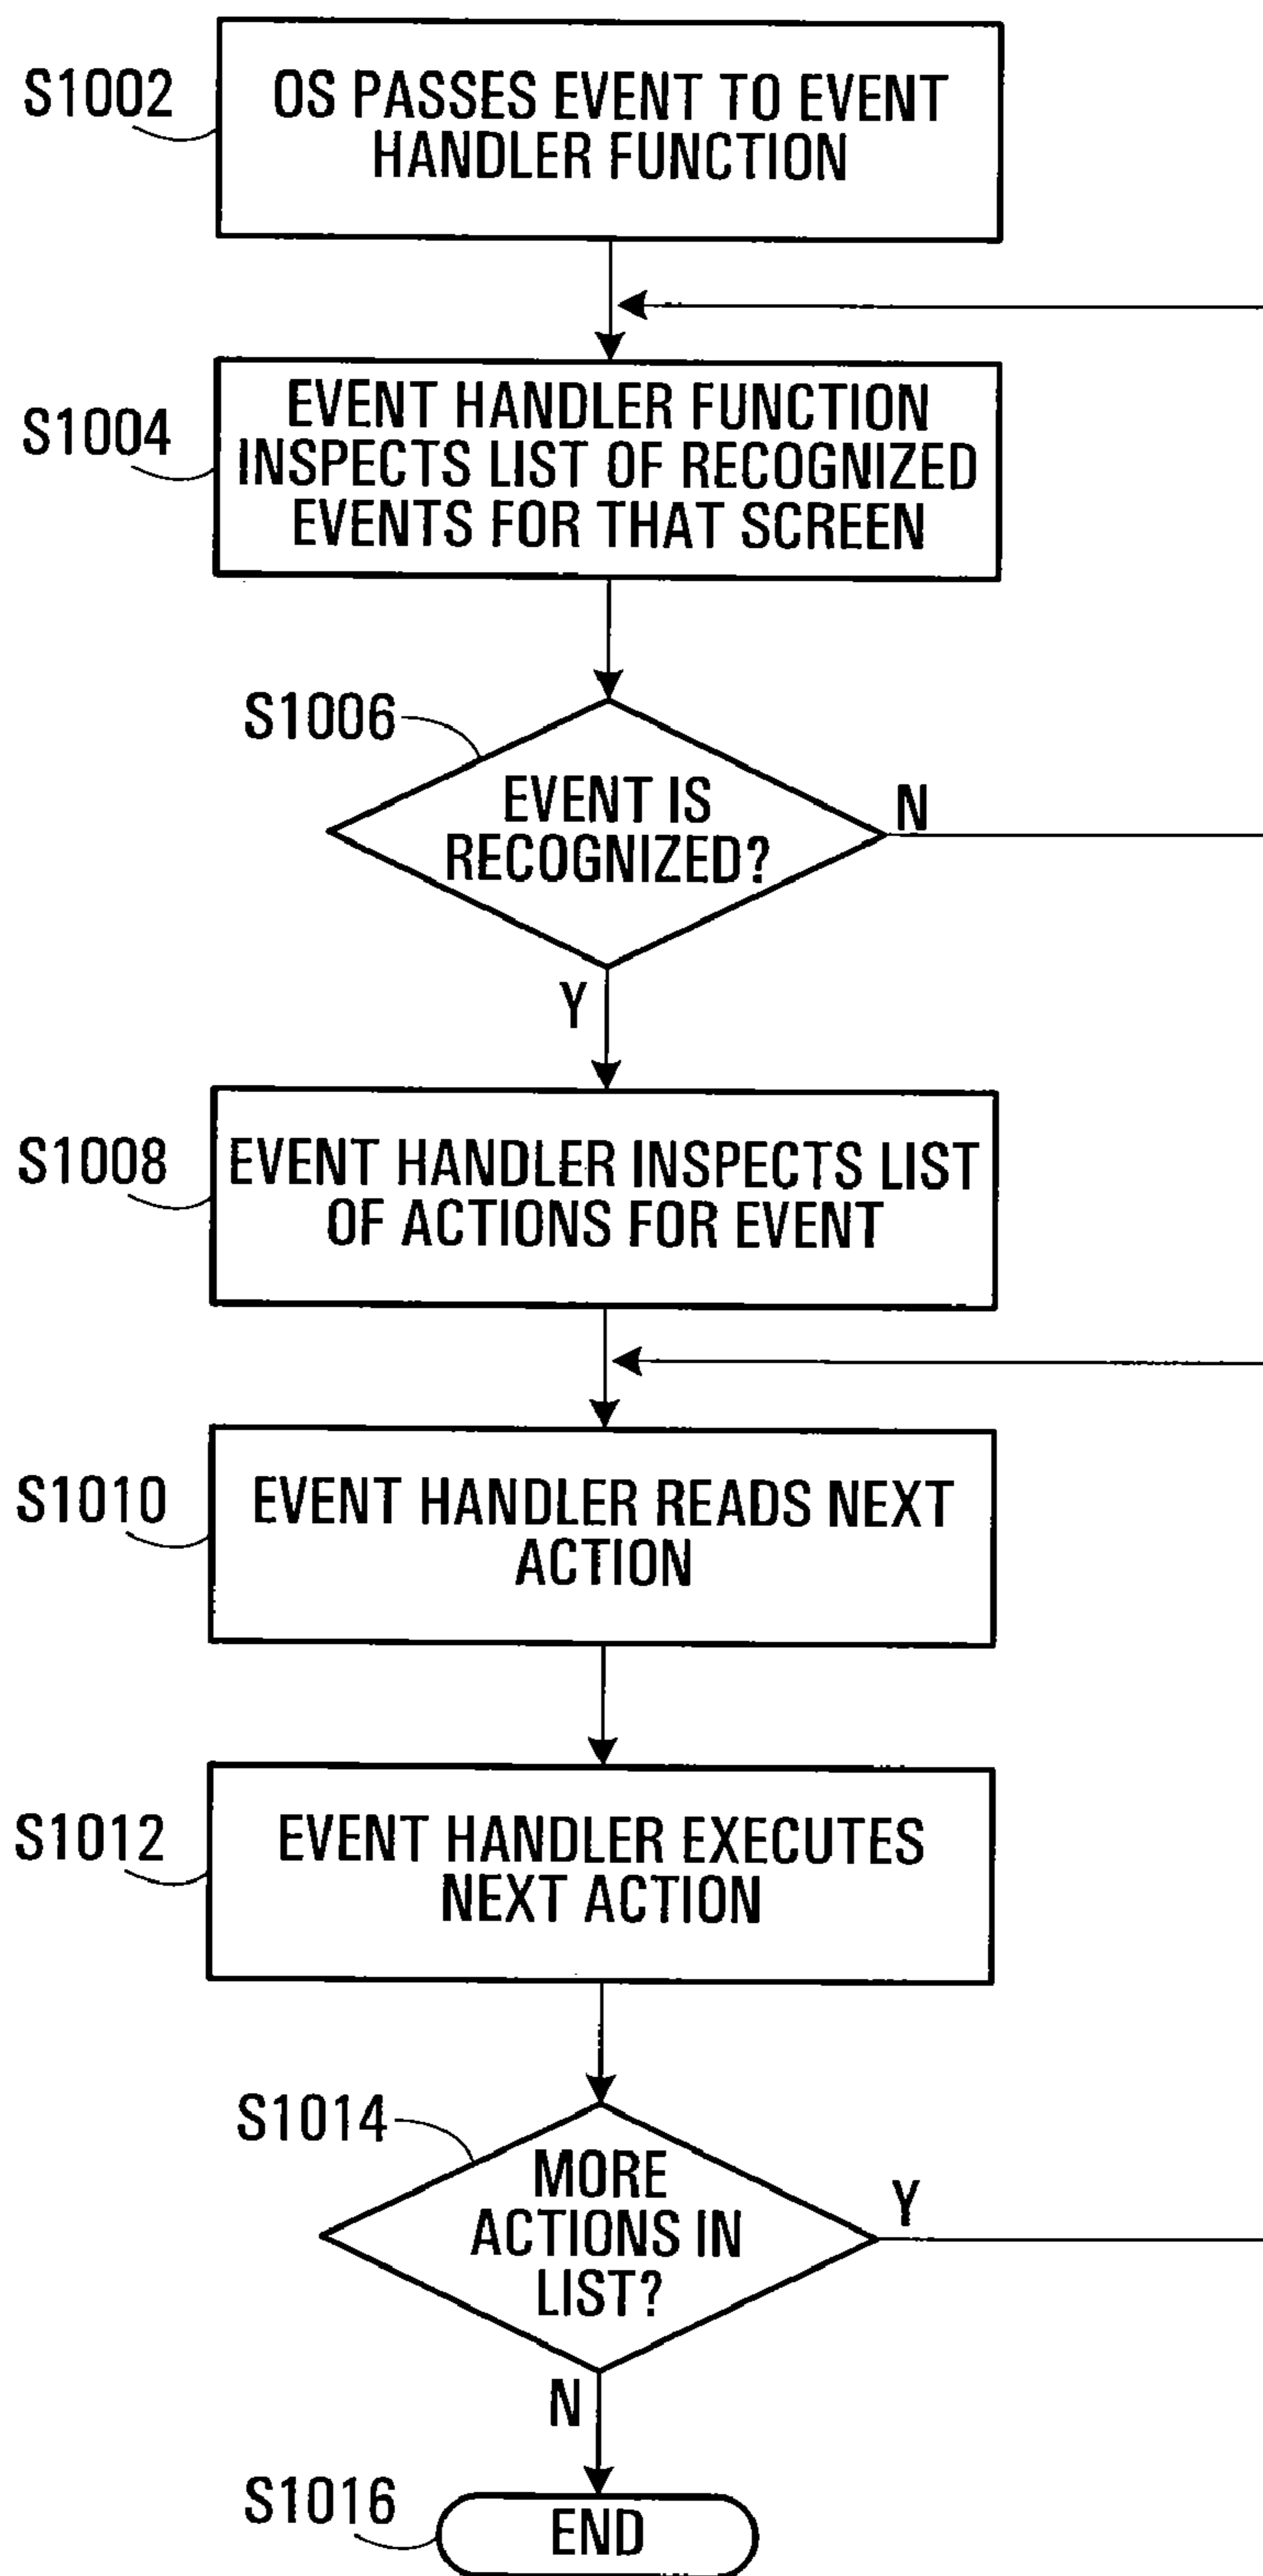 S1002
OS PASSES EVENT TO EVENT
HANDLER FUNCTION
S1004
EVENT HANDLER FUNCTION
INSPECTS LIST OF RECOGNIZED
EVENTS FOR THAT SCREEN
S1006
EVENT IS
RECOGNIZED?
N
Y
S1008
EVENT HANDLER INSPECTS LIST
OF ACTIONS FOR EVENT
S1010
EVENT HANDLER READS NEXT
ACTION
S1012
EVENT HANDLER EXECUTES
NEXT ACTION
S1014
MORE
ACTIONS IN
LIST?
Y
N
S1016
END